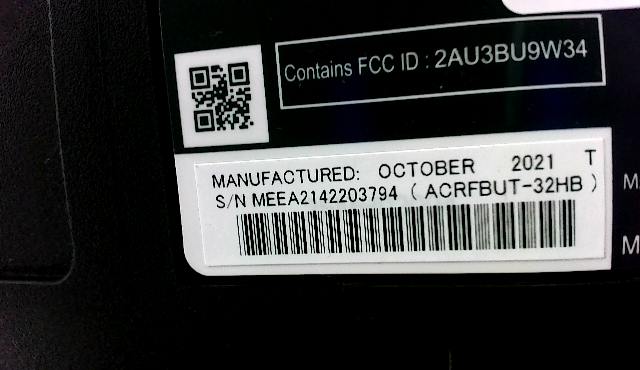 Contains FCC ID : 2AU3BU9W34
MANUFACTURED: OCTOBER 2021 T
S/N MEEA2142203794 ( ACRFBUT-32HB )
M
M